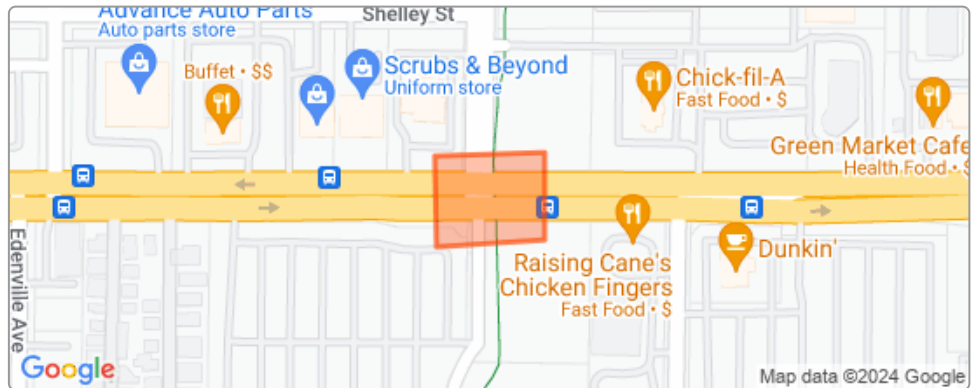 Advance Auto Parts
Auto parts store
Shelley St
Buffet • $$
Scrubs & Beyond
Uniform store
Chick-fil-A
Fast Food • $
Green Market Cafe
Health Food • $
Edenville Ave
Raising Cane's
Chicken Fingers
Fast Food • $
Dunkin'
Google
Map data ©2024 Google